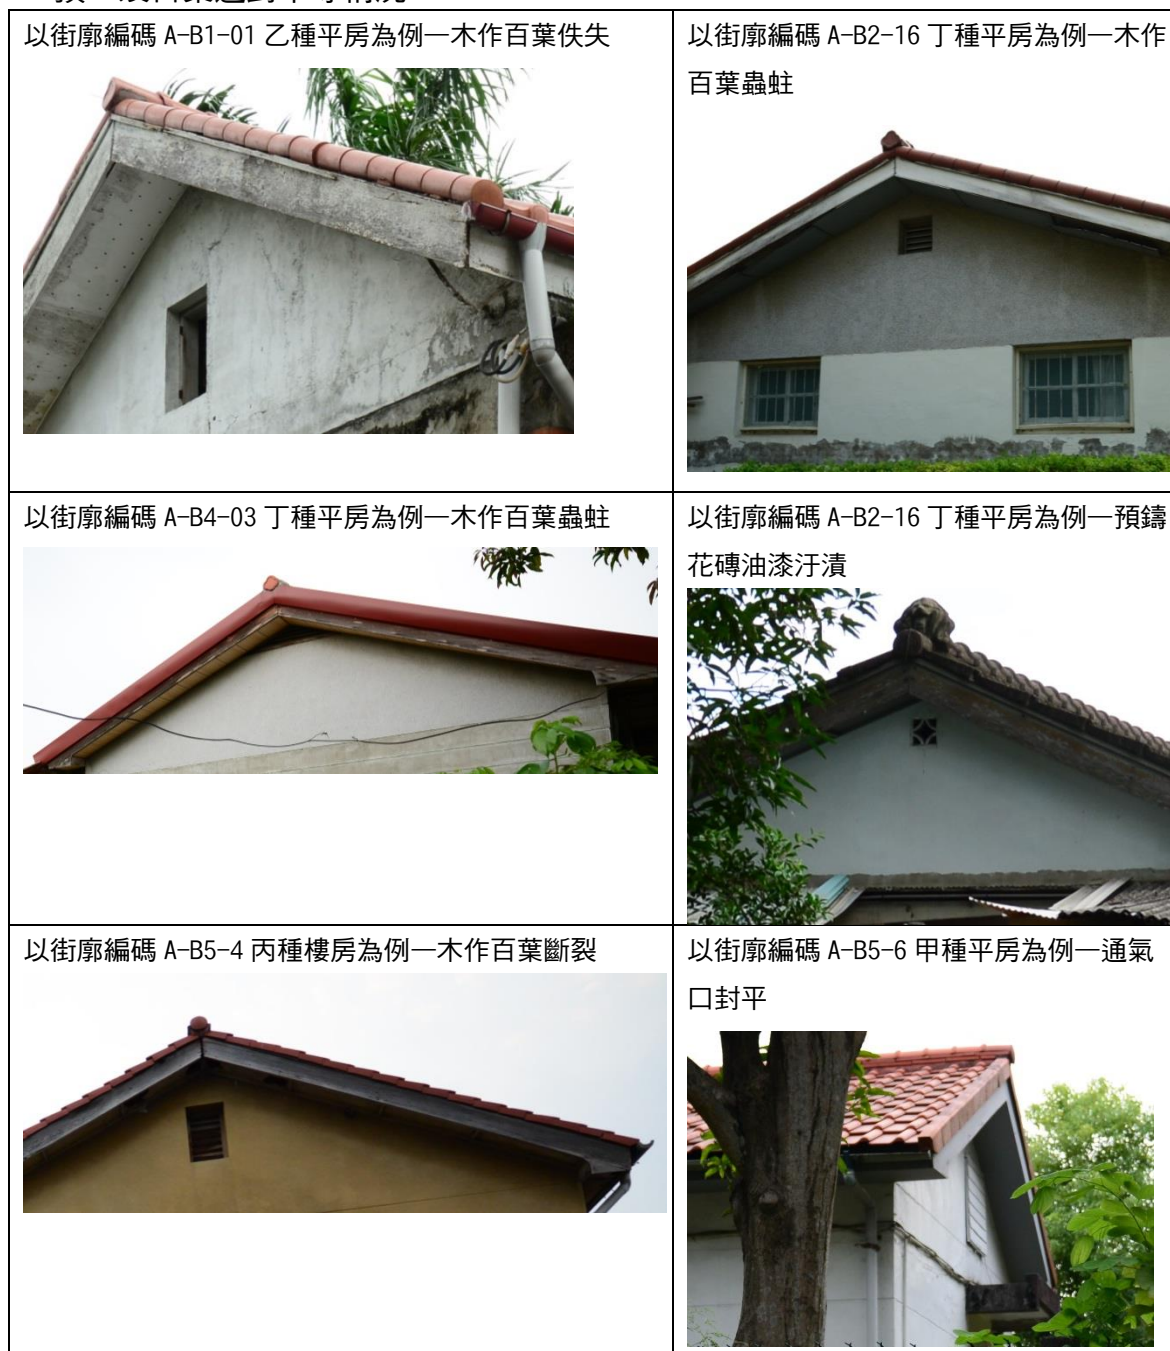 以街廓編碼 A-B1-01 乙種平房為例一木作百葉佚失
以街廓編碼 A-B2-16 丁種平房為例一木作
百葉蟲蛀
以街廓編碼 A-B4-03 丁種平房為例一木作百葉蟲蛀
以街廓編碼 A-B2-16 丁種平房為例一預鑄
花磚油漆汙漬
以街廓編碼 A-B5-4 丙種樓房為例一木作百葉斷裂
以街廓編碼 A-B5-6 甲種平房為例一通氣
口封平